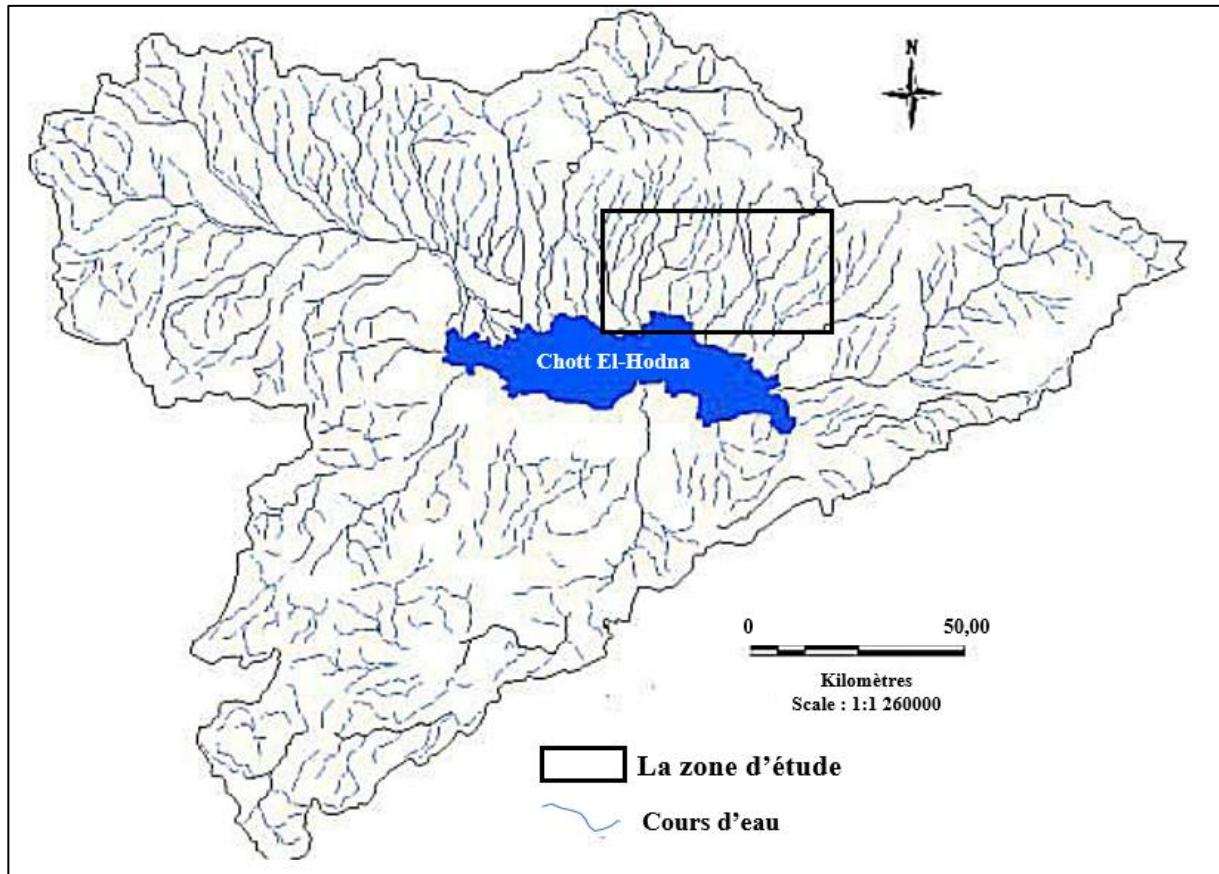 N
Chott El-Hodna
0 50,00
Kilomètres
Scale : 1:1 260000
La zone d'étude
Cours d'eau